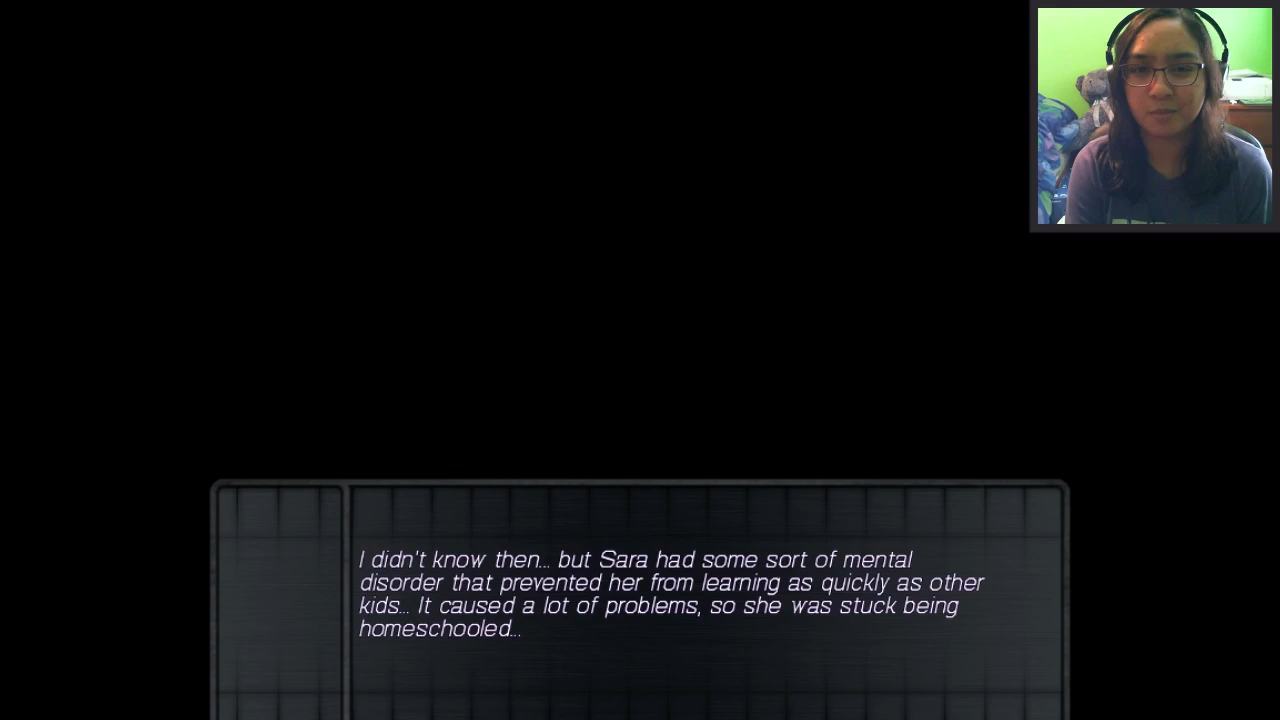 I didn't know then... but Sara had some sort of mental
disorder that prevented her from learning as quickly as other
kids... It caused a lot of problems, so she was stuck being
homeschooled...